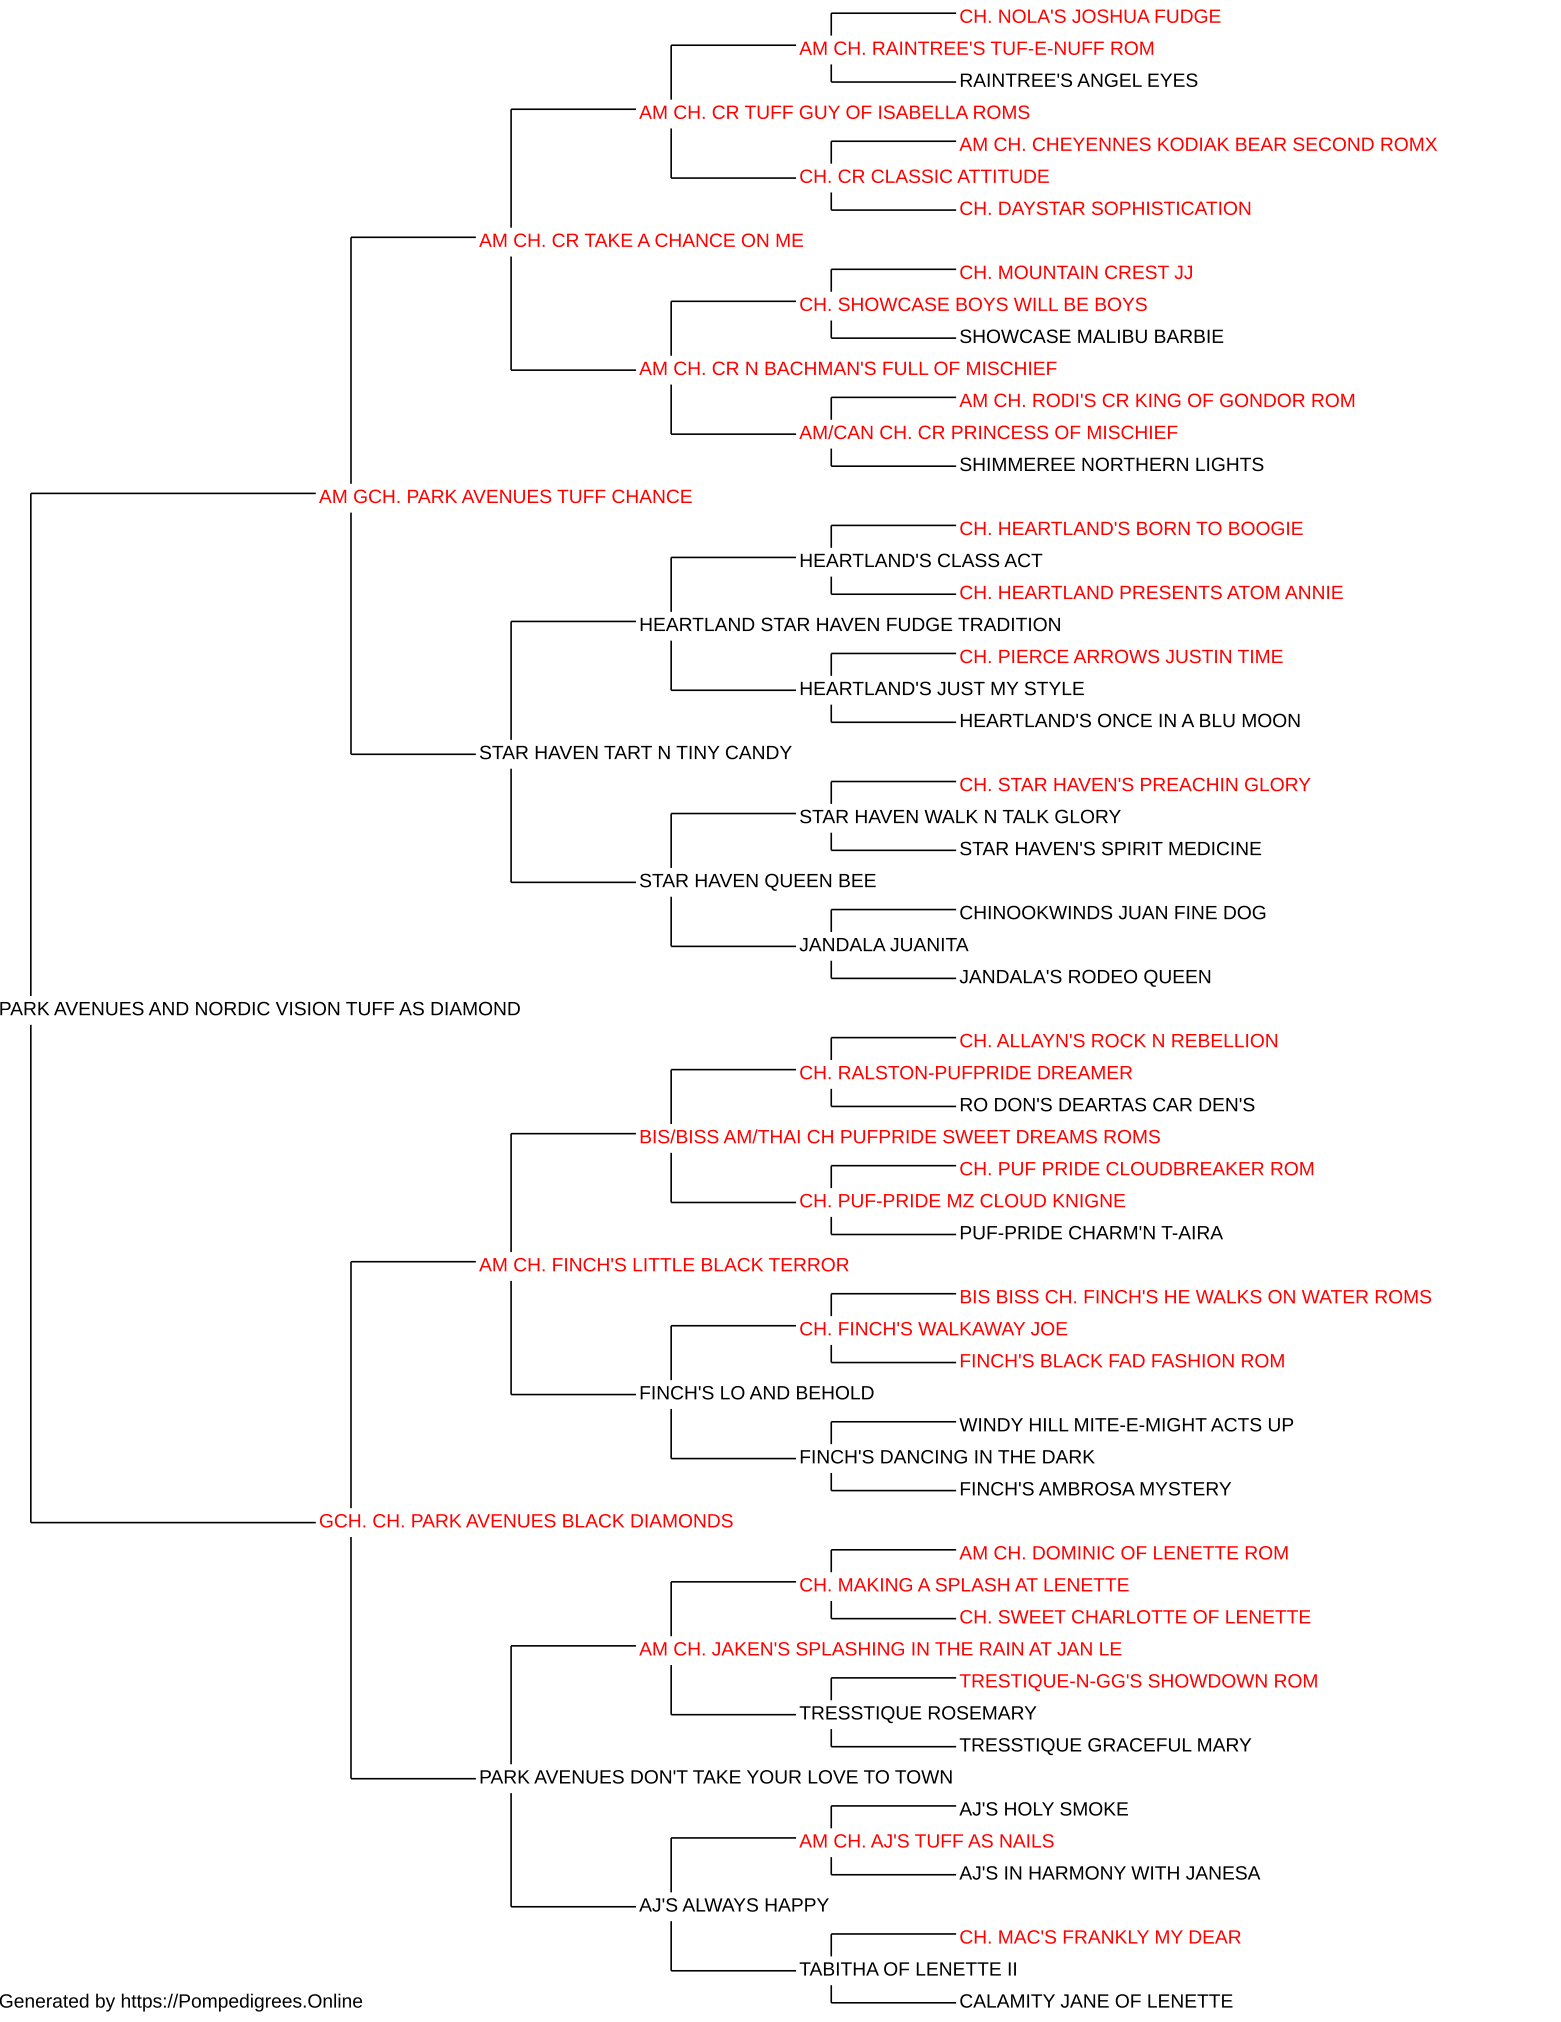 CH. NOLA'S JOSHUA FUDGE
AM CH. RAINTREE'S TUF-E-NUFF ROM
RAINTREE'S ANGEL EYES
AM CH. CR TUFF GUY OF ISABELLA ROMS
AM CH. CHEYENNES KODIAK BEAR SECOND ROMX
CH. CR CLASSIC ATTITUDE
CH. DAYSTAR SOPHISTICATION
AM CH. CR TAKE A CHANCE ON ME
CH. MOUNTAIN CREST JJ
CH. SHOWCASE BOYS WILL BE BOYS
SHOWCASE MALIBU BARBIE
AM CH. CR N BACHMAN'S FULL OF MISCHIEF
AM CH. RODI'S CR KING OF GONDOR ROM
AM/CAN CH. CR PRINCESS OF MISCHIEF
SHIMMEREE NORTHERN LIGHTS
AM GCH. PARK AVENUES TUFF CHANCE
CH. HEARTLAND'S BORN TO BOOGIE
HEARTLAND'S CLASS ACT
CH. HEARTLAND PRESENTS ATOM ANNIE
HEARTLAND STAR HAVEN FUDGE TRADITION
CH. PIERCE ARROWS JUSTIN TIME
HEARTLAND'S JUST MY STYLE
HEARTLAND'S ONCE IN A BLU MOON
STAR HAVEN TART N TINY CANDY
CH. STAR HAVEN'S PREACHIN GLORY
STAR HAVEN WALK N TALK GLORY
STAR HAVEN'S SPIRIT MEDICINE
STAR HAVEN QUEEN BEE
CHINOOKWINDS JUAN FINE DOG
JANDALA JUANITA
JANDALA'S RODEO QUEEN
PARK AVENUES AND NORDIC VISION TUFF AS DIAMOND
CH. ALLAYN'S ROCK N REBELLION
CH. RALSTON-PUFPRIDE DREAMER
RO DON'S DEARTAS CAR DEN'S
BIS/BISS AM/THAI CH PUFPRIDE SWEET DREAMS ROMS
CH. PUF PRIDE CLOUDBREAKER ROM
CH. PUF-PRIDE MZ CLOUD KNIGNE
PUF-PRIDE CHARM'N T-AIRA
AM CH. FINCH'S LITTLE BLACK TERROR
BIS BISS CH. FINCH'S HE WALKS ON WATER ROMS
CH. FINCH'S WALKAWAY JOE
FINCH'S BLACK FAD FASHION ROM
FINCH'S LO AND BEHOLD
WINDY HILL MITE-E-MIGHT ACTS UP
FINCH'S DANCING IN THE DARK
FINCH'S AMBROSA MYSTERY
GCH. CH. PARK AVENUES BLACK DIAMONDS
AM CH. DOMINIC OF LENETTE ROM
CH. MAKING A SPLASH AT LENETTE
CH. SWEET CHARLOTTE OF LENETTE
AM CH. JAKEN'S SPLASHING IN THE RAIN AT JAN LE
TRESTIQUE-N-GG'S SHOWDOWN ROM
TRESSTIQUE ROSEMARY
TRESSTIQUE GRACEFUL MARY
PARK AVENUES DON'T TAKE YOUR LOVE TO TOWN
AJ'S HOLY SMOKE
AM CH. AJ'S TUFF AS NAILS
AJ'S IN HARMONY WITH JANESA
AJ'S ALWAYS HAPPY
CH. MAC'S FRANKLY MY DEAR
TABITHA OF LENETTE II
CALAMITY JANE OF LENETTE
Generated by https://Pompedigrees.Online